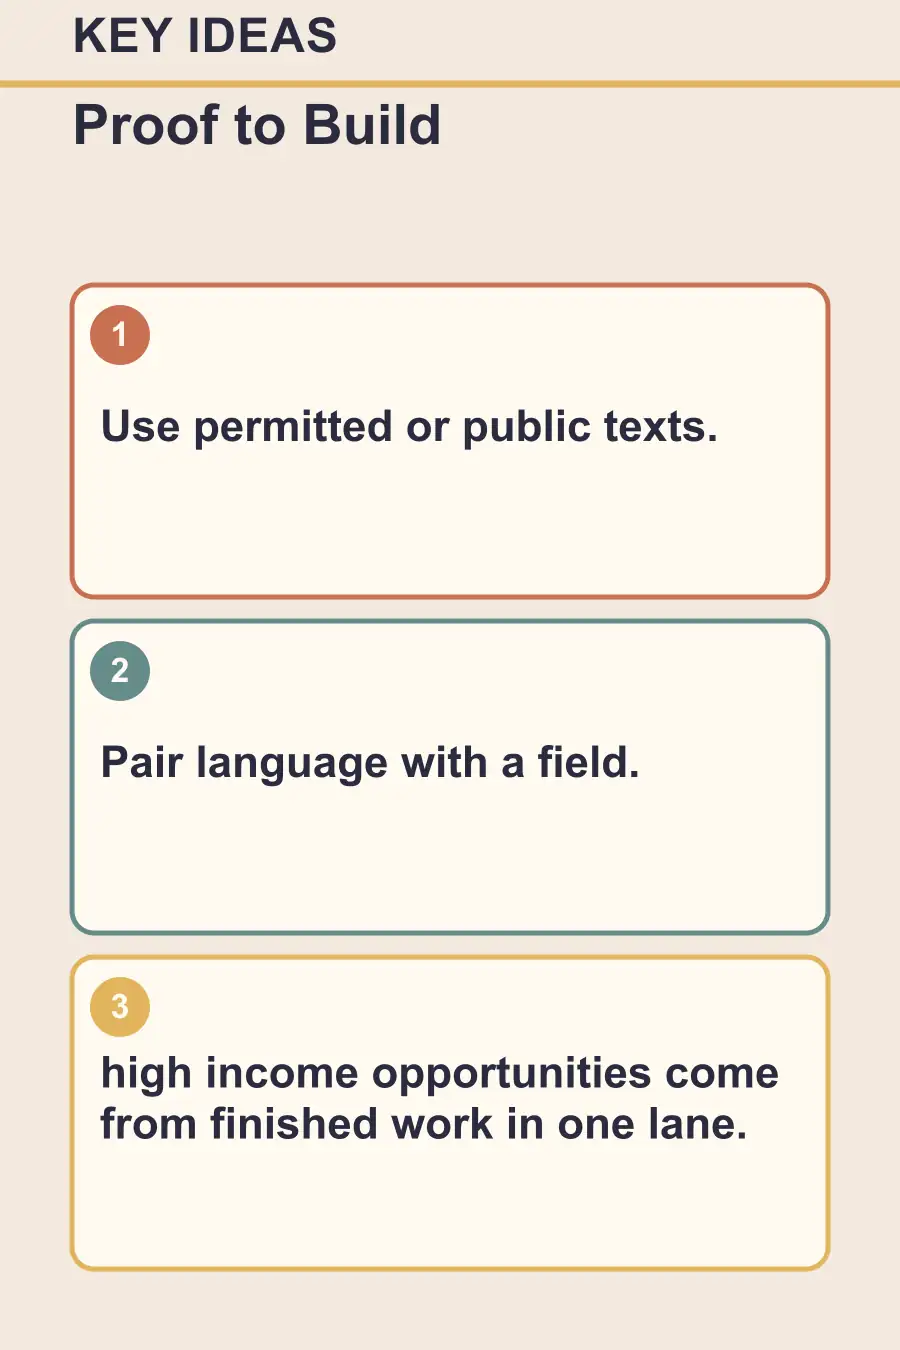 KEY IDEAS
Proof to Build
1
Use permitted or public texts.
2
Pair language with a field.
3
high income opportunities come
from finished work in one lane.